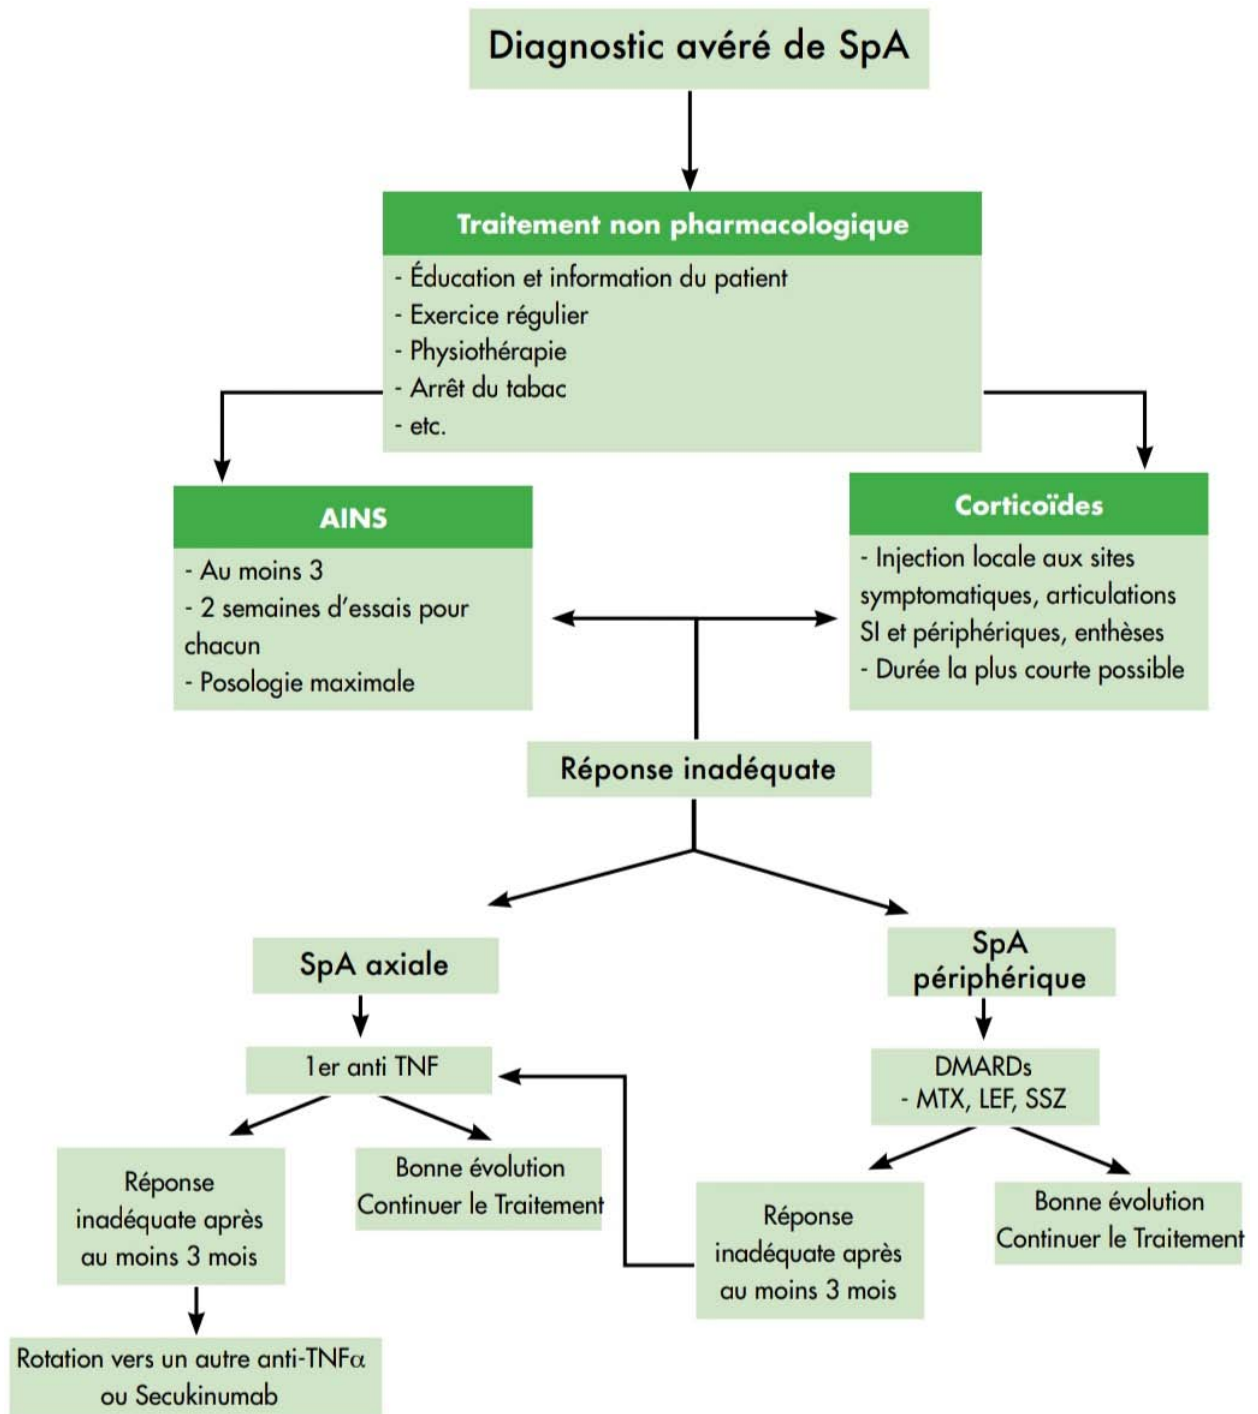 Diagnostic avéré de SpA
Traitement non pharmacologique
- Éducation et information du patient
- Exercice régulier
- Physiothérapie
- Arrêt du tabac
- etc.
AINS
- Au moins 3
- 2 semaines d'essais pour
chacun
- Posologie maximale
Corticoïdes
- Injection locale aux sites
symptomatiques, articulations
SI et périphériques, enthèses
- Durée la plus courte possible
Réponse inadéquate
SpA axiale
1er anti TNF
Réponse
inadéquate après
au moins 3 mois
Bonne évolution
Continuer le Traitement
Rotation vers un autre anti-TNFα
ou Secukinumab
SpA
périphérique
DMARDs
- MTX, LEF, SSZ
Réponse
inadéquate après
au moins 3 mois
Bonne évolution
Continuer le Traitement